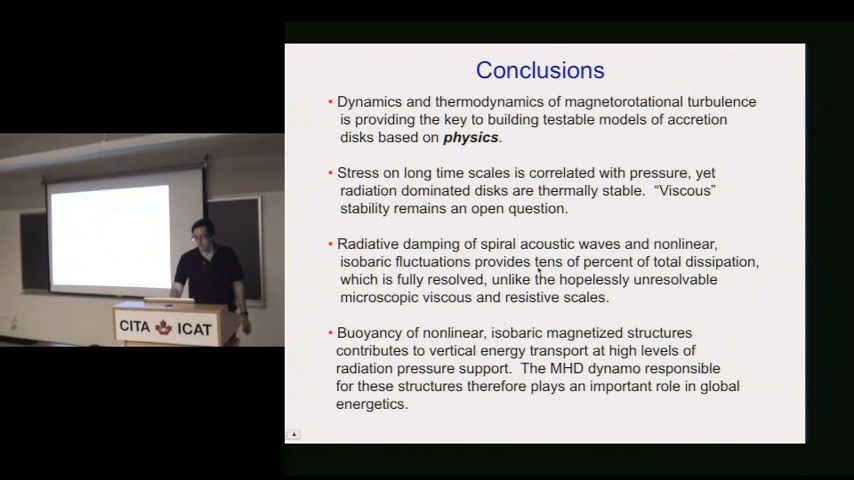 Conclusions
• Dynamics and thermodynamics of magnetorotational turbulence
is providing the key to building testable models of accretion
disks based on physics.
• Stress on long time scales is correlated with pressure, yet
radiation dominated disks are thermally stable. “Viscous”
stability remains an open question.
• Radiative damping of spiral acoustic waves and nonlinear,
isobaric fluctuations provides tens of percent of total dissipation,
which is fully resolved, unlike the hopelessly unresolvable
microscopic viscous and resistive scales.
• Buoyancy of nonlinear, isobaric magnetized structures
contributes to vertical energy transport at high levels of
radiation pressure support. The MHD dynamo responsible
for these structures therefore plays an important role in global
energetics.
CITA ICAT